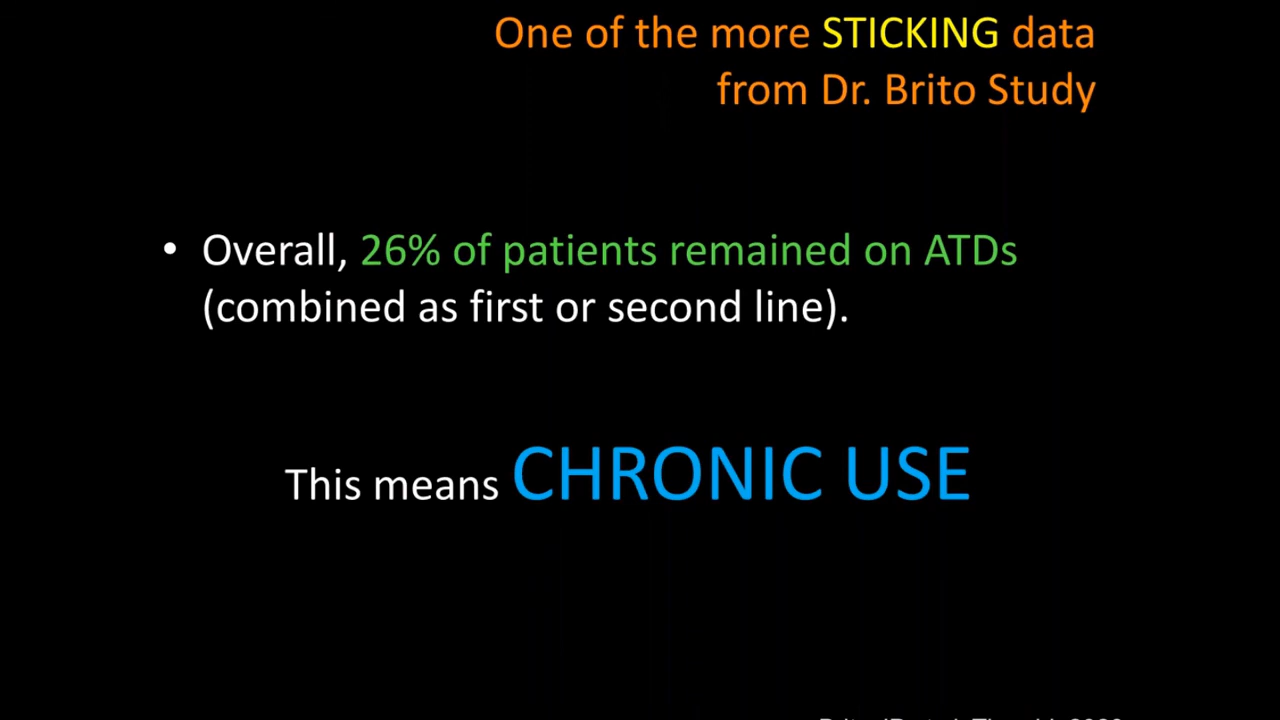 One of the more STICKING data
from Dr. Brito Study
• Overall, 26% of patients remained on ATDs
(combined as first or second line).
This means CHRONIC USE